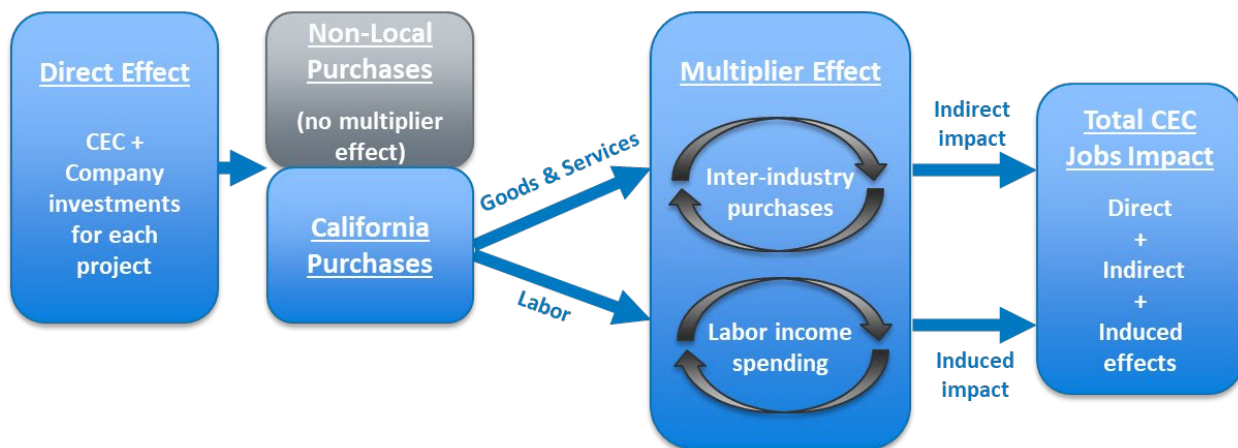 Direct Effect
CEC +
Company
investments
for each
project
Non-Local
Purchases
(no multiplier
effect)
California
Purchases
Goods & Services
Labor
Multiplier Effect
Inter-industry
purchases
Labor income
spending
Indirect
impact
Induced
impact
Total CEC
Jobs Impact
Direct
+
Indirect
+
Induced
effects